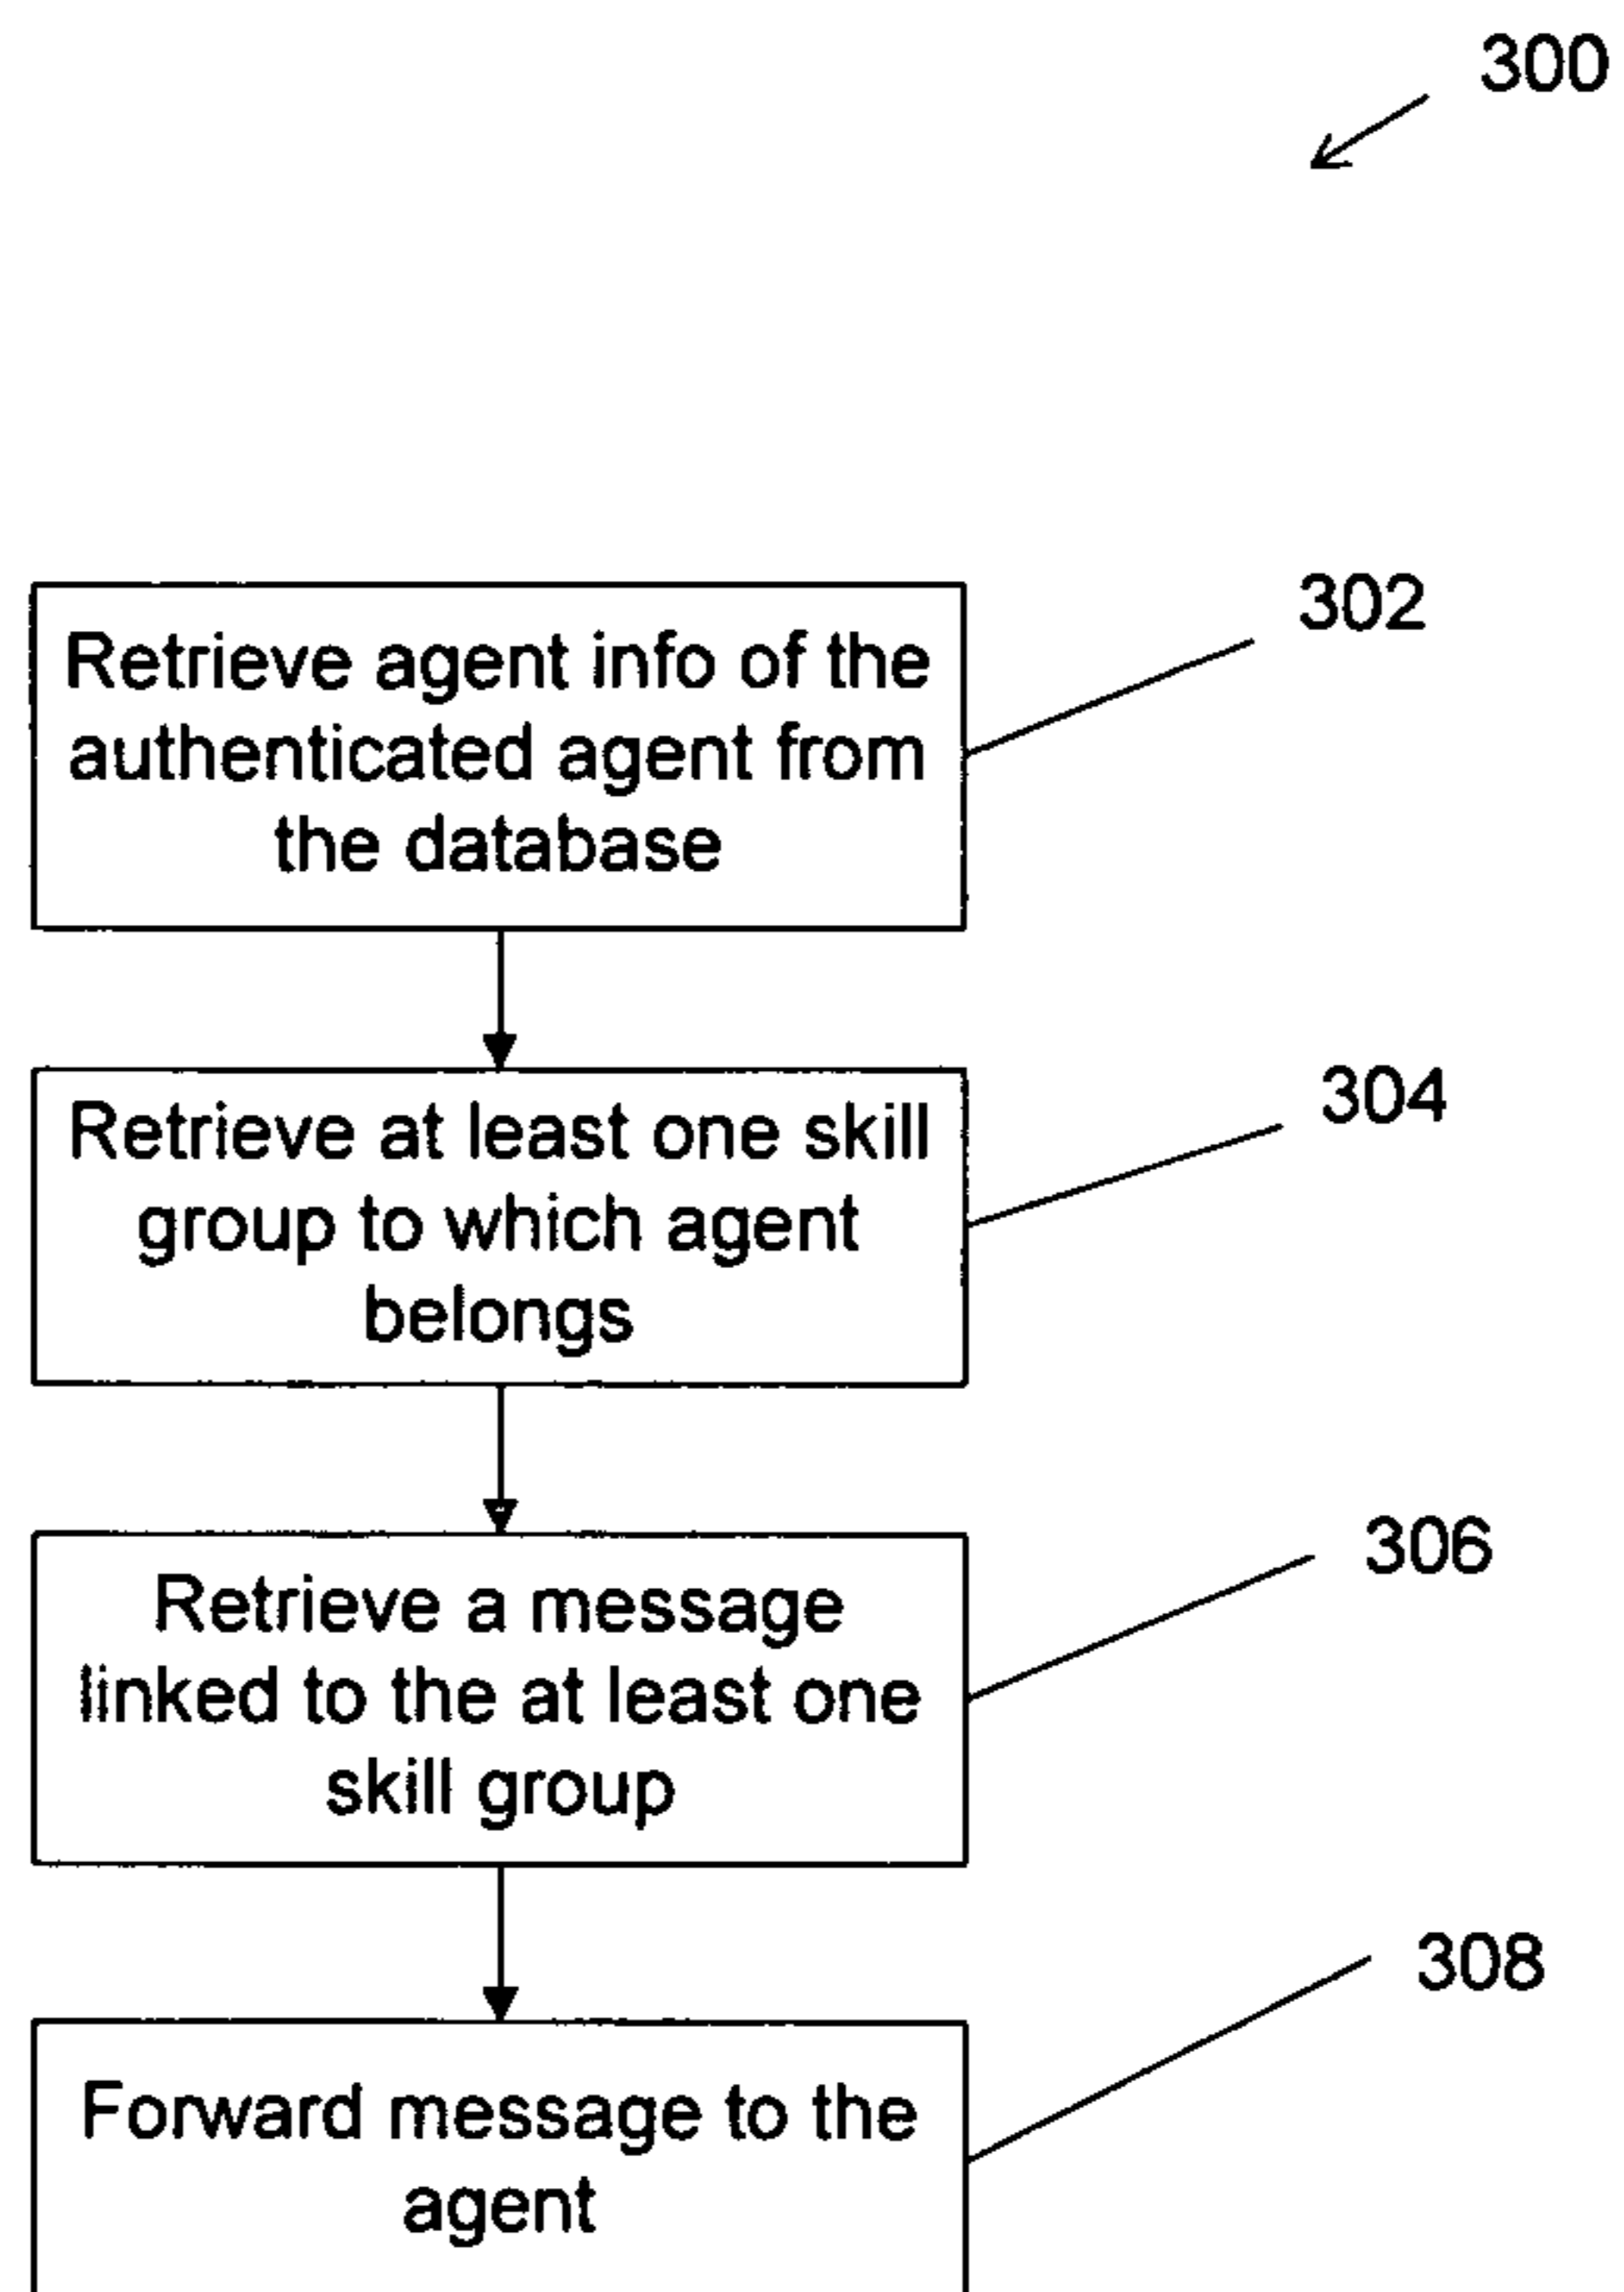 300
302
Retrieve agent info of the
authenticated agent from
the database
304
Retrieve at least one skill
group to which agent
belongs
306
Retrieve a message
linked to the at least one
skill group
308
Forward message to the
agent